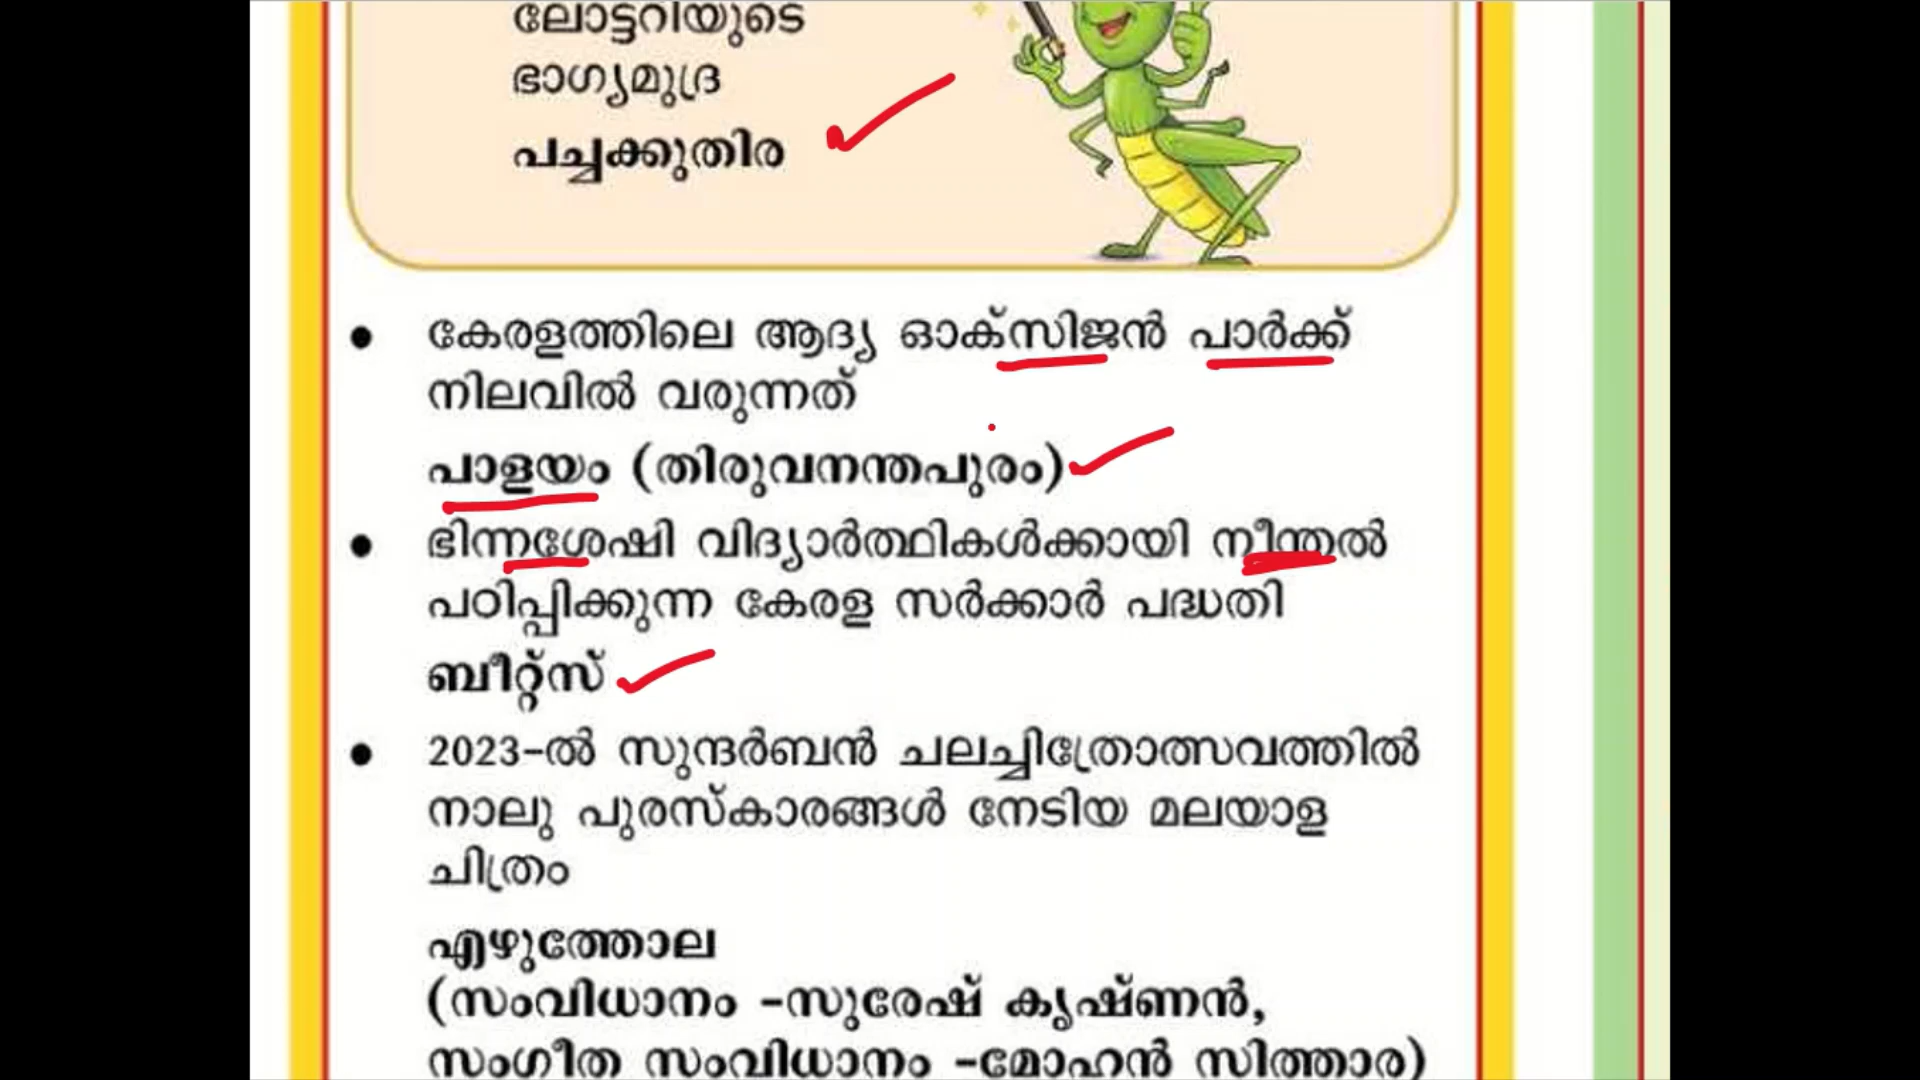 ലോട്ടറിയുടെ
ഭാഗ്യമുദ്ര
പച്ചക്കുതിര
● കേരളത്തിലെ ആദ്യ ഓക്സിജൻ പാർക്ക്
നിലവിൽ വരുന്നത്
പാളയം (തിരുവനന്തപുരം)
● ഭിന്നശേഷി വിദ്യാർത്ഥികൾക്കായി നീന്തൽ
പഠിപ്പിക്കുന്ന കേരള സർക്കാർ പദ്ധതി
ബീറ്റ്സ്
● 2023-ൽ സുന്ദർബൻ ചലച്ചിത്രോത്സവത്തിൽ
നാലു പുരസ്കാരങ്ങൾ നേടിയ മലയാള
ചിത്രം
എഴുത്തോല
(സംവിധാനം -സുരേഷ് കൃഷ്ണൻ,
സംഗീത സംവിധാനം -മോഹൻ സിത്താര)